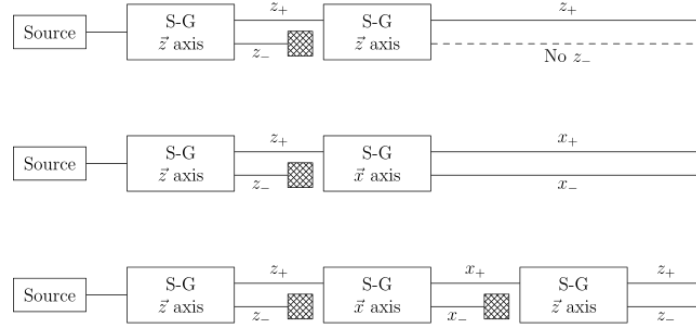 z₊ z₊
Source S-G z⃗ axis z₋ S-G z⃗ axis No z₋
z₊ x₊
Source S-G z⃗ axis z₋ S-G x⃗ axis x₋
z₊ x₊ z₊
Source S-G z⃗ axis z₋ S-G x⃗ axis x₋ S-G z⃗ axis z₋